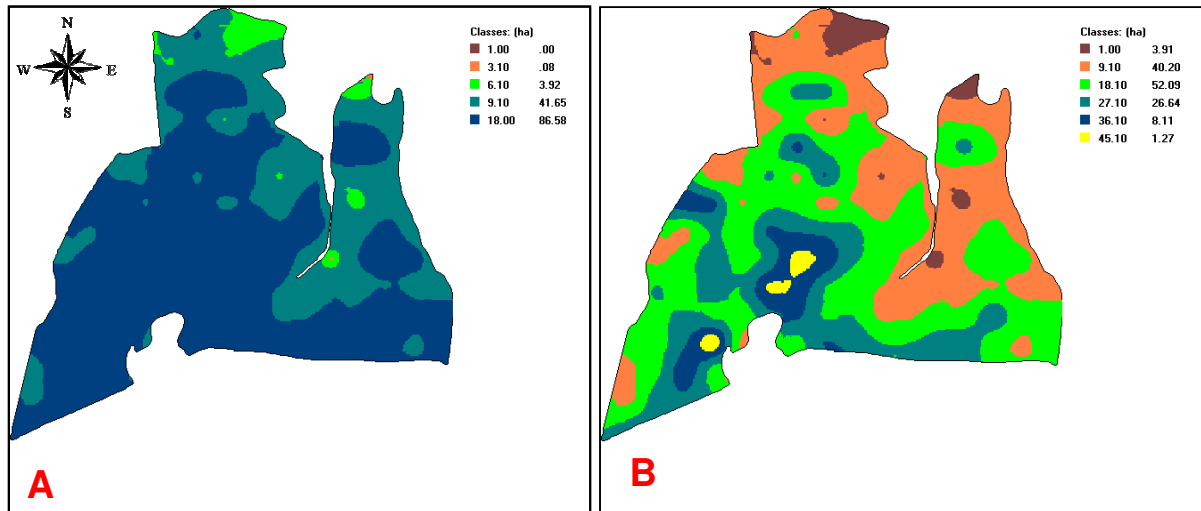 N
W E
S
Classes: (ha)
1.00 .00
3.10 .08
6.10 3.92
9.10 41.65
18.00 86.58
A
Classes: (ha)
1.00 3.91
9.10 40.20
18.10 52.09
27.10 26.64
36.10 8.11
45.10 1.27
B